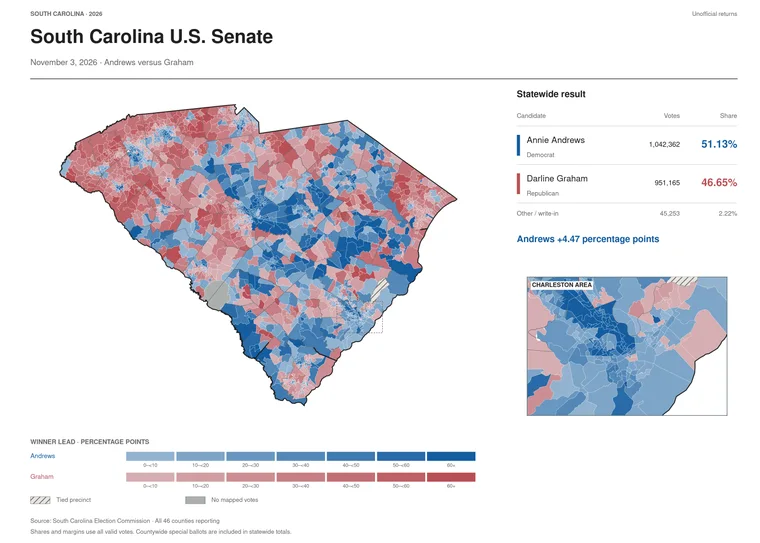 SOUTH CAROLINA · 2026
Unofficial returns
South Carolina U.S. Senate
November 3, 2026 · Andrews versus Graham
Statewide result
Candidate Votes Share
Annie Andrews 1,042,362 51.13%
Democrat
Darline Graham 951,165 46.65%
Republican
Other / write-in 45,253 2.22%
Andrews +4.47 percentage points
CHARLESTON AREA
WINNER LEAD · PERCENTAGE POINTS
Andrews
0–<10 10–<20 20–<30 30–<40 40–<50 50–<60 60+
Graham
0–<10 10–<20 20–<30 30–<40 40–<50 50–<60 60+
Tied precinct No mapped votes
Source: South Carolina Election Commission · All 46 counties reporting
Shares and margins use all valid votes. Countywide special ballots are included in statewide totals.